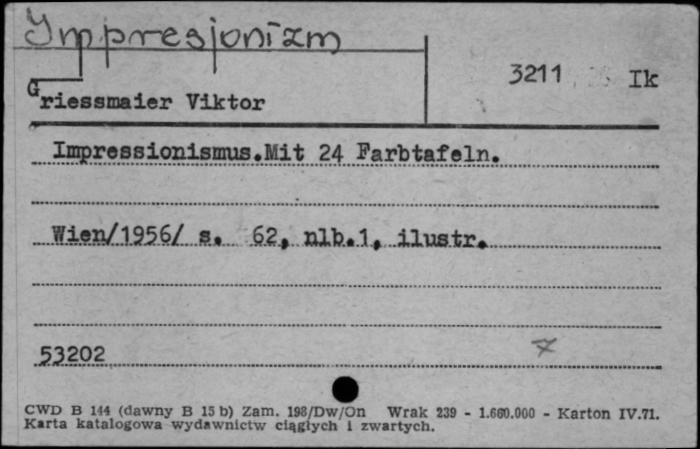 Impresjonizm
3211 Ik
Griessmaier Viktor
Impressionismus.Mit 24 Farbtafeln.
Wien/1956/ s. 62, nlb.1, ilustr.
53202 7
CWD B 144 (dawny B 15 b) Zam. 198/Dw/On Wrak 239 - 1.660.000 - Karton IV.71.
Karta katalogowa wydawnictw ciągłych i zwartych.